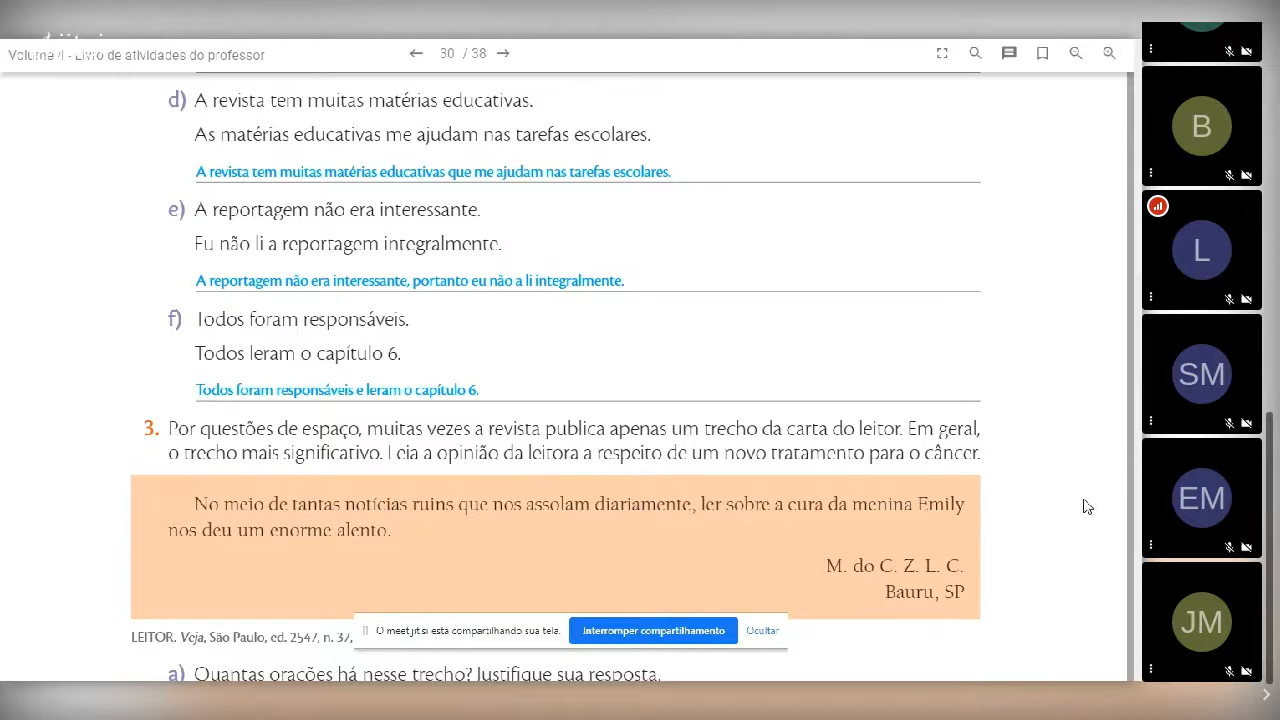 Volume 4 - Livro de atividades do professor
30 / 38
d) A revista tem muitas matérias educativas.
As matérias educativas me ajudam nas tarefas escolares.
A revista tem muitas matérias educativas que me ajudam nas tarefas escolares.
e) A reportagem não era interessante.
Eu não li a reportagem integralmente.
A reportagem não era interessante, portanto eu não a li integralmente.
f) Todos foram responsáveis.
Todos leram o capítulo 6.
Todos foram responsáveis e leram o capítulo 6.
3. Por questões de espaço, muitas vezes a revista publica apenas um trecho da carta do leitor. Em geral,
o trecho mais significativo. Leia a opinião da leitora a respeito de um novo tratamento para o câncer.
No meio de tantas notícias ruins que nos assolam diariamente, ler sobre a cura da menina Emily
nos deu um enorme alento.
M. do C. Z. L. C.
Bauru, SP
LEITOR. Veja, São Paulo, ed. 2547, n. 37,
O meet.jit.si está compartilhando sua tela.
Interromper compartilhamento
Ocultar
a) Quantas orações há nesse trecho? Justifique sua resposta.
B
L
SM
EM
JM